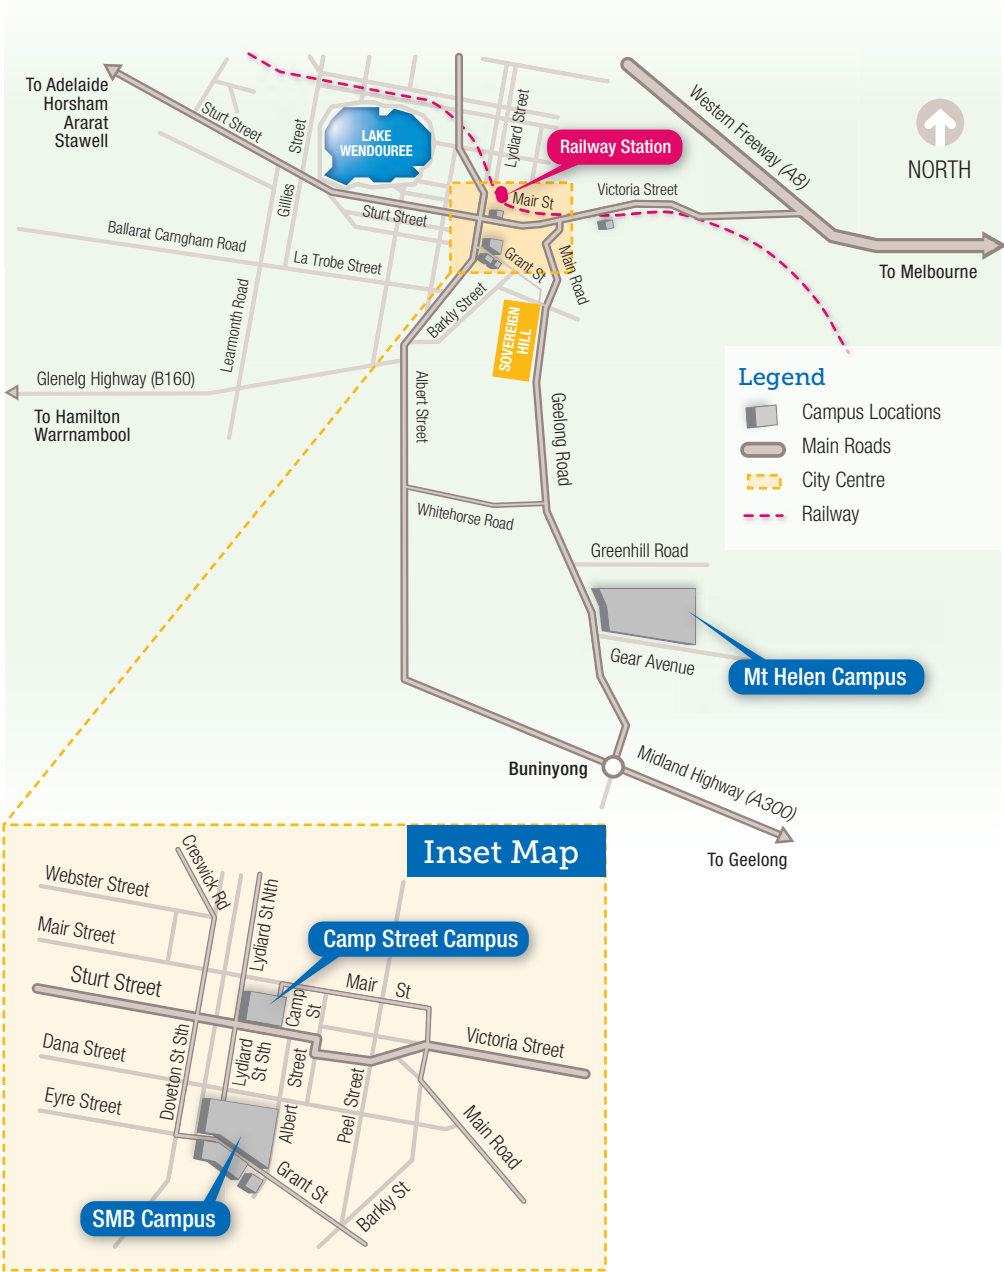 To Adelaide
Horsham
Ararat
Stawell
Sturt Street
Gillies
Street
LAKE
WENDOUREE
Lydiard Street
Railway Station
Western Freeway (A8)
NORTH
Mair St
Victoria Street
Sturt Street
Ballarat Carngham Road
La Trobe Street
Grant St
Main Road
To Melbourne
Learmonth Road
Barkly Street
SOVEREIGN
HILL
Glenelg Highway (B160)
To Hamilton
Warrnambool
Albert Street
Geelong Road
Legend
Campus Locations
Main Roads
City Centre
Railway
Whitehorse Road
Greenhill Road
Gear Avenue
Mt Helen Campus
Buninyong
Midland Highway (A300)
To Geelong
Inset Map
Creswick Rd
Webster Street
Lydiard St Nth
Mair Street
Camp Street Campus
Sturt Street
Camp
St
Mair St
Dana Street
Doveton St Sth
Lydiard
St Sth
Albert
Street
Victoria Street
Eyre Street
Peel Street
Main Road
Grant St
Barkly St
SMB Campus